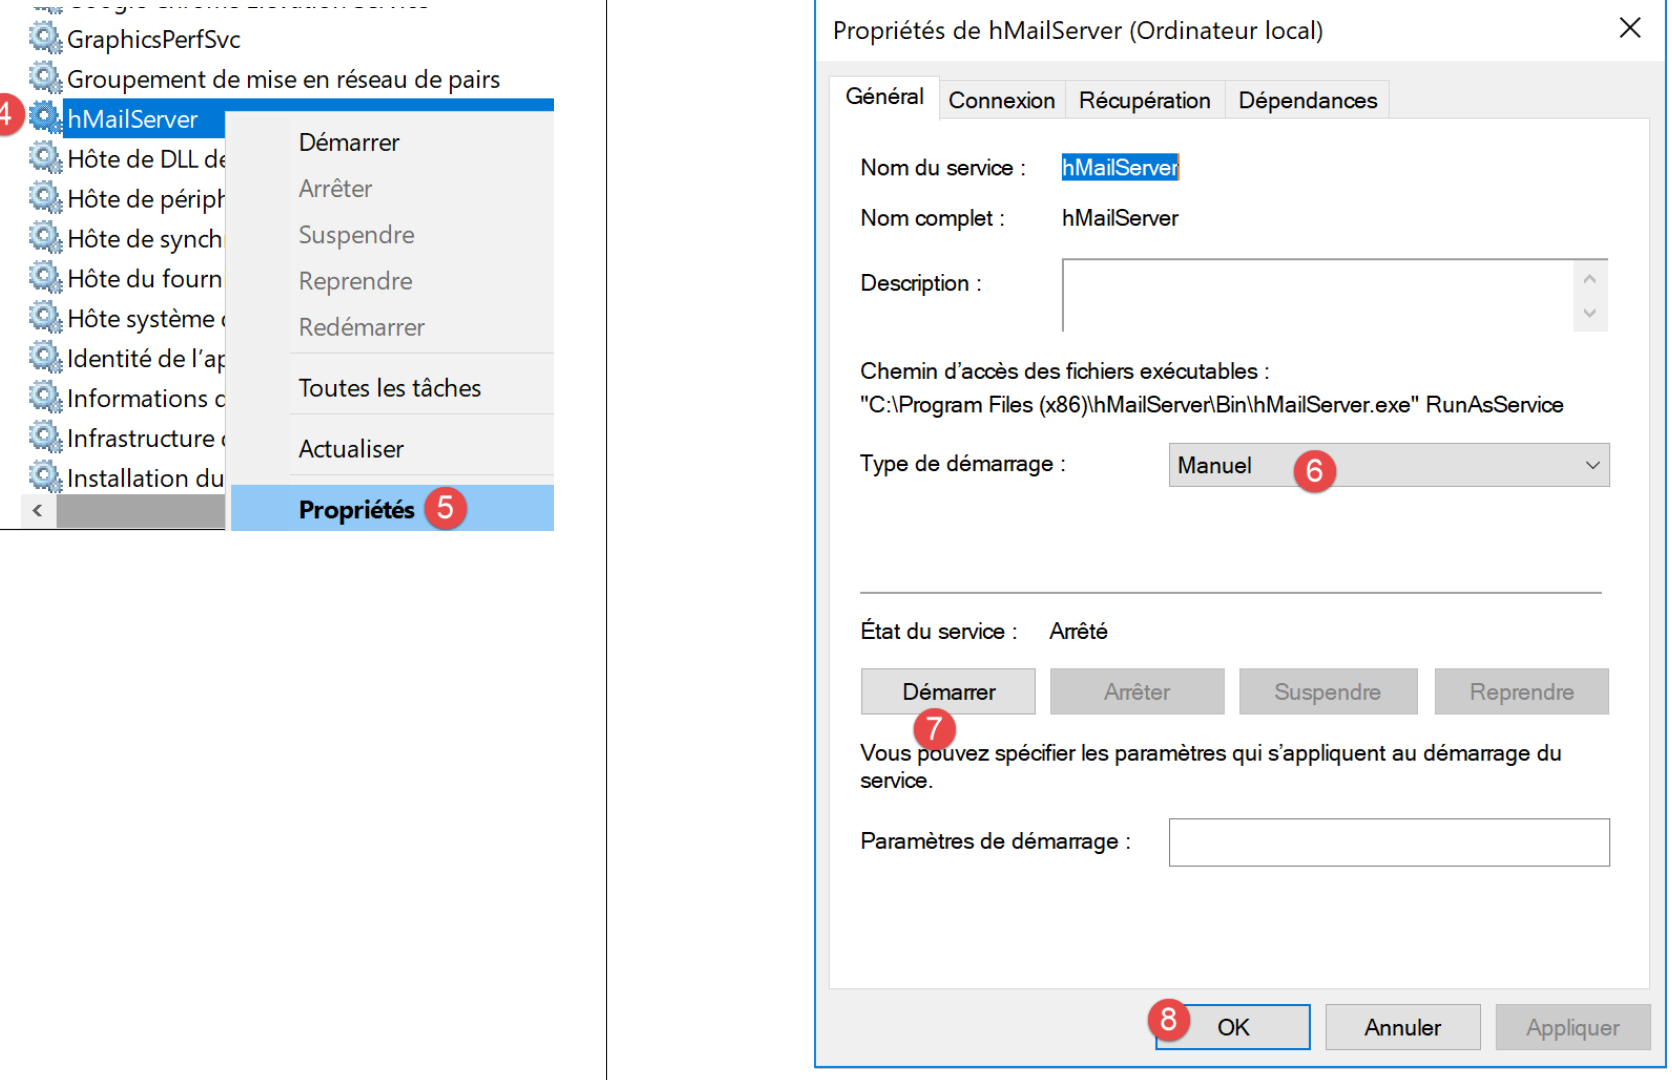 GraphicsPerfSvc
Groupement de mise en réseau de pairs
4
hMailServer
Hôte de DLL de
Hôte de périph
Hôte de synch
Hôte du fourn
Hôte système
Identité de l'ap
Informations
Infrastructure
Installation du
Démarrer
Arrêter
Suspendre
Reprendre
Redémarrer
Toutes les tâches
Actualiser
Propriétés 5
Propriétés de hMailServer (Ordinateur local)
Général Connexion Récupération Dépendances
Nom du service : hMailServer
Nom complet : hMailServer
Description :
Chemin d'accès des fichiers exécutables :
"C:\Program Files (x86)\hMailServer\Bin\hMailServer.exe" RunAsService
Type de démarrage : Manuel 6
État du service : Arrêté
Démarrer Arrêter Suspendre Reprendre
7
Vous pouvez spécifier les paramètres qui s'appliquent au démarrage du
service.
Paramètres de démarrage :
8 OK Annuler Appliquer